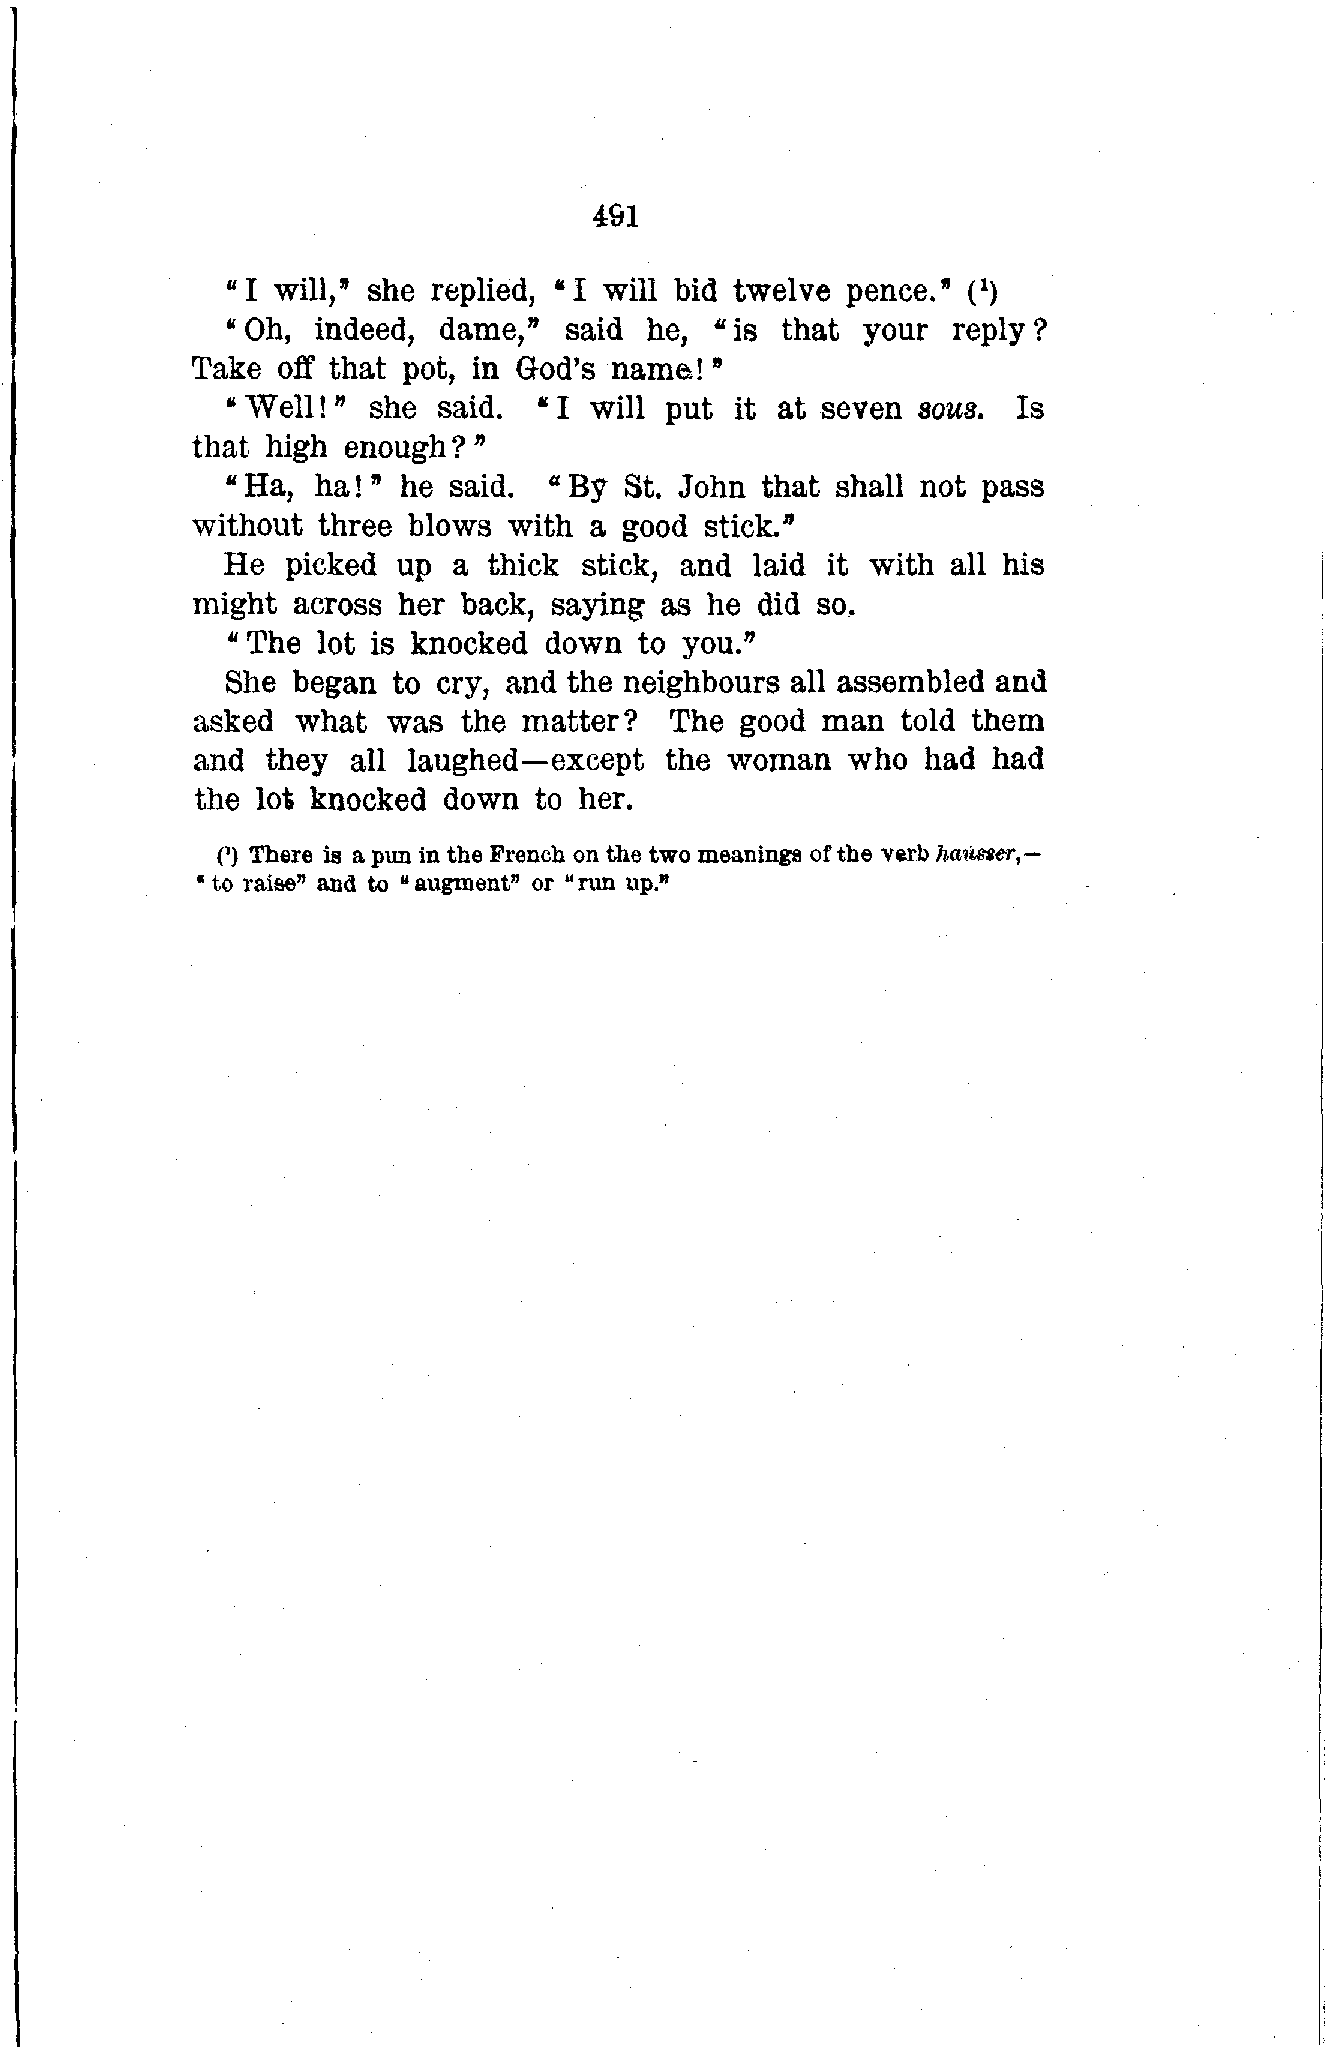 491
"I will," she replied, "I will bid twelve pence." (¹)
"Oh, indeed, dame," said he, "is that your reply?
Take off that pot, in God's name!"
"Well!" she said. "I will put it at seven sous. Is
that high enough?"
"Ha, ha!" he said. "By St. John that shall not pass
without three blows with a good stick."
He picked up a thick stick, and laid it with all his
might across her back, saying as he did so.
"The lot is knocked down to you."
She began to cry, and the neighbours all assembled and
asked what was the matter? The good man told them
and they all laughed—except the woman who had had
the lot knocked down to her.
(¹) There is a pun in the French on the two meanings of the verb hausser,—
"to raise" and to "augment" or "run up."